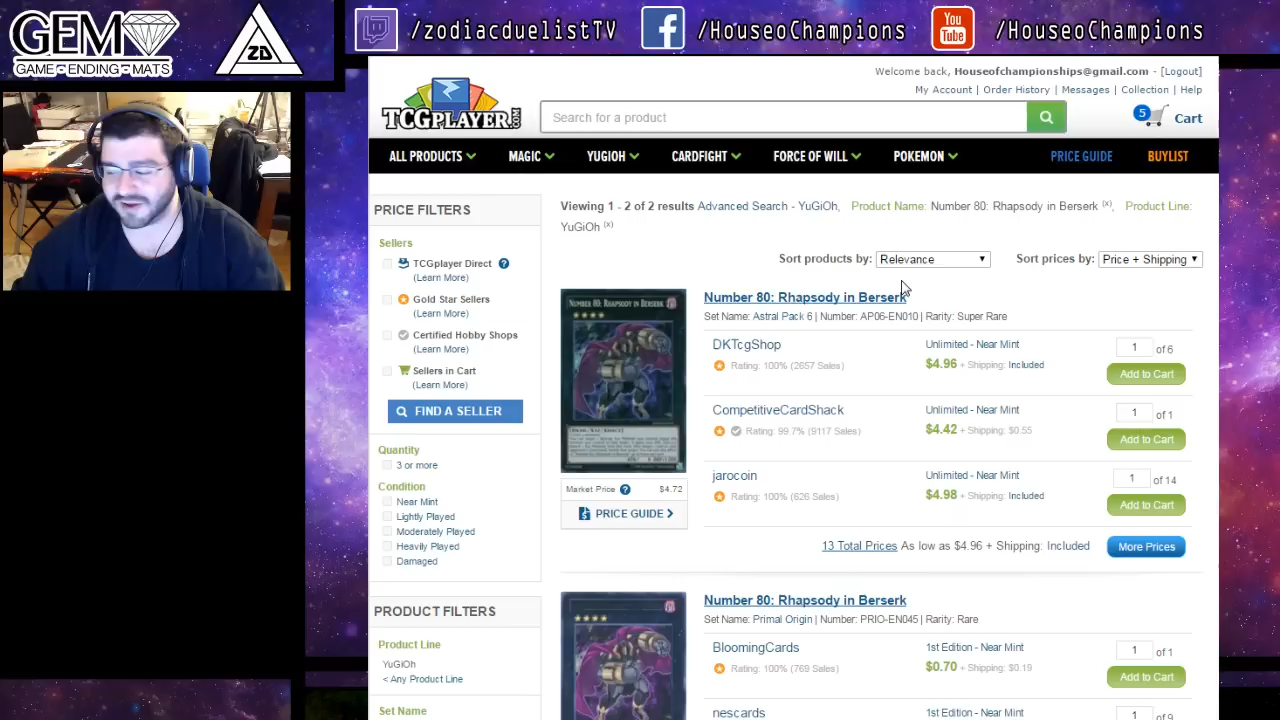 GEM
GAME-ENDING-MATS
ZD
/zodiacduelistTV
/HouseoChampions
You Tube
/HouseoChampions
Welcome back, Houseofchampionships@gmail.com - [Logout]
My Account | Order History | Messages | Collection | Help
TCGPLAYER.COM
Search for a product
5
Cart
ALL PRODUCTS
MAGIC
YUGIOH
CARDFIGHT
FORCE OF WILL
POKEMON
PRICE GUIDE
BUYLIST
PRICE FILTERS
Sellers
TCGplayer Direct ?
(Learn More)
Gold Star Sellers
(Learn More)
Certified Hobby Shops
(Learn More)
Sellers in Cart
(Learn More)
FIND A SELLER
Quantity
3 or more
Condition
Near Mint
Lightly Played
Moderately Played
Heavily Played
Damaged
PRODUCT FILTERS
Product Line
YuGiOh
< Any Product Line
Set Name
Viewing 1 - 2 of 2 results Advanced Search - YuGiOh, Product Name: Number 80: Rhapsody in Berserk (x), Product Line:
YuGiOh (x)
Sort products by: Relevance
Sort prices by: Price + Shipping
NUMBER 80: RHAPSODY IN BERSERK
Market Price ? $4.72
PRICE GUIDE
Number 80: Rhapsody in Berserk
Set Name: Astral Pack 6 | Number: AP06-EN010 | Rarity: Super Rare
DKTcgShop
Rating: 100% (2657 Sales)
Unlimited - Near Mint
$4.96 + Shipping: Included
1 of 6
Add to Cart
CompetitiveCardShack
Rating: 99.7% (9117 Sales)
Unlimited - Near Mint
$4.42 + Shipping: $0.55
1 of 1
Add to Cart
jarocoin
Rating: 100% (626 Sales)
Unlimited - Near Mint
$4.98 + Shipping: Included
1 of 14
Add to Cart
13 Total Prices As low as $4.96 + Shipping: Included
More Prices
Number 80: Rhapsody in Berserk
Set Name: Primal Origin | Number: PRIO-EN045 | Rarity: Rare
BloomingCards
Rating: 100% (769 Sales)
1st Edition - Near Mint
$0.70 + Shipping: $0.19
1 of 1
Add to Cart
nescards
1st Edition - Near Mint
1 of 9